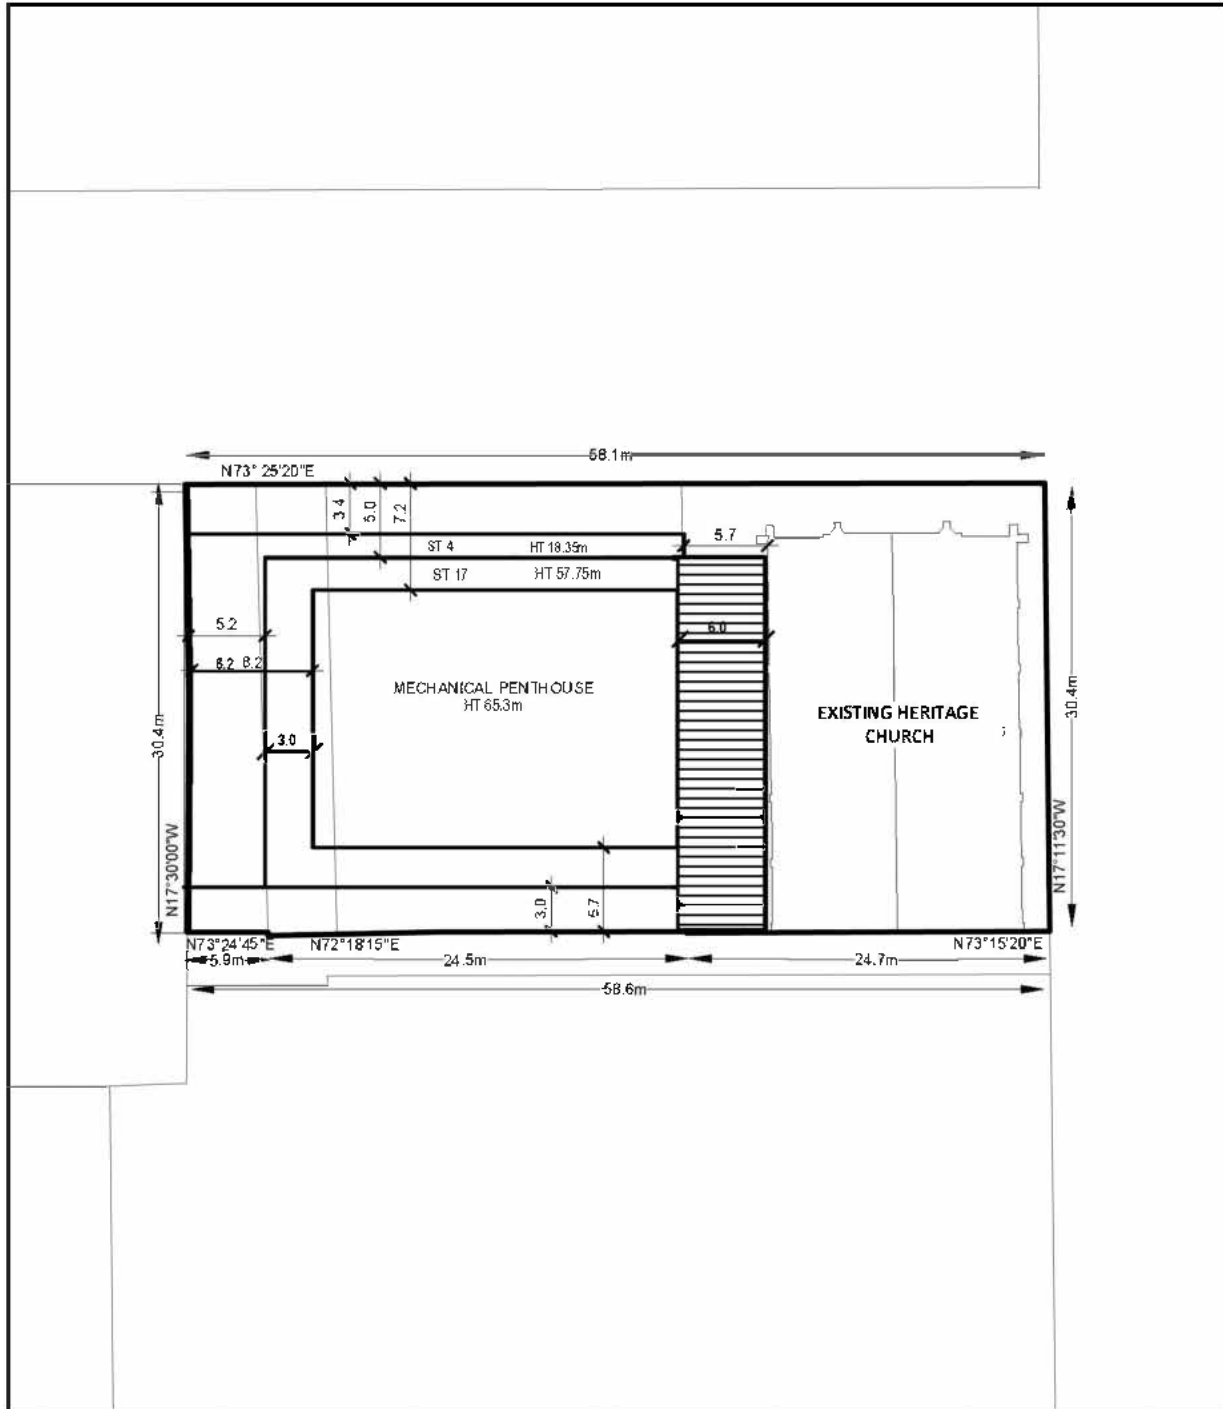 58.1m
N73° 25'20"E
3.4
5.0
7.2
ST 4 HT 18.35m
5.7
ST 17 HT 57.75m
5.2
6.0
8.2
MECHANICAL PENTHOUSE
HT 65.3m
EXISTING HERITAGE
CHURCH
30.4m
30.4m
3.0
N17°30'00"W
N17°11'30"W
3.0
5.7
N73°24'45"E N72°18'15"E N73°15'20"E
5.9m 24.5m 24.7m
58.6m